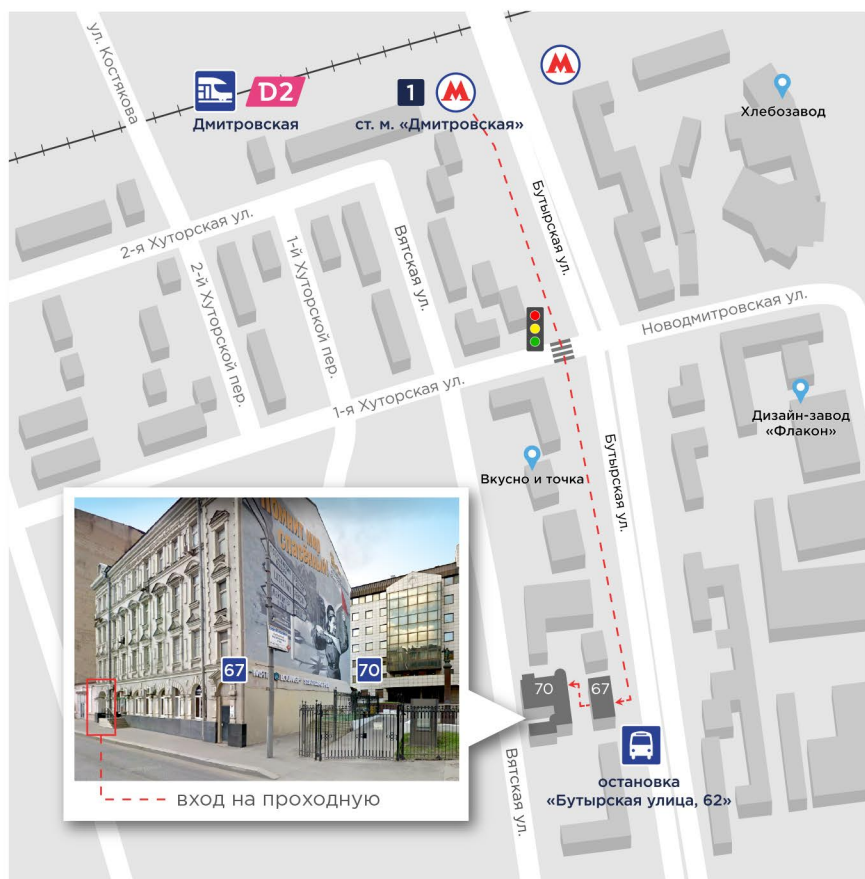 ул. Костякова
D2
Дмитровская
1
М
ст. м. «Дмитровская»
М
Хлебозавод
Бутырская ул.
2-я Хуторская ул.
2-й Хуторской пер.
1-й Хуторской пер.
Вятская ул.
Новодмитровская ул.
1-я Хуторская ул.
Дизайн-завод
«Флакон»
Вкусно и точка
Бутырская ул.
67
70
70
67
Вятская ул.
остановка
«Бутырская улица, 62»
вход на проходную